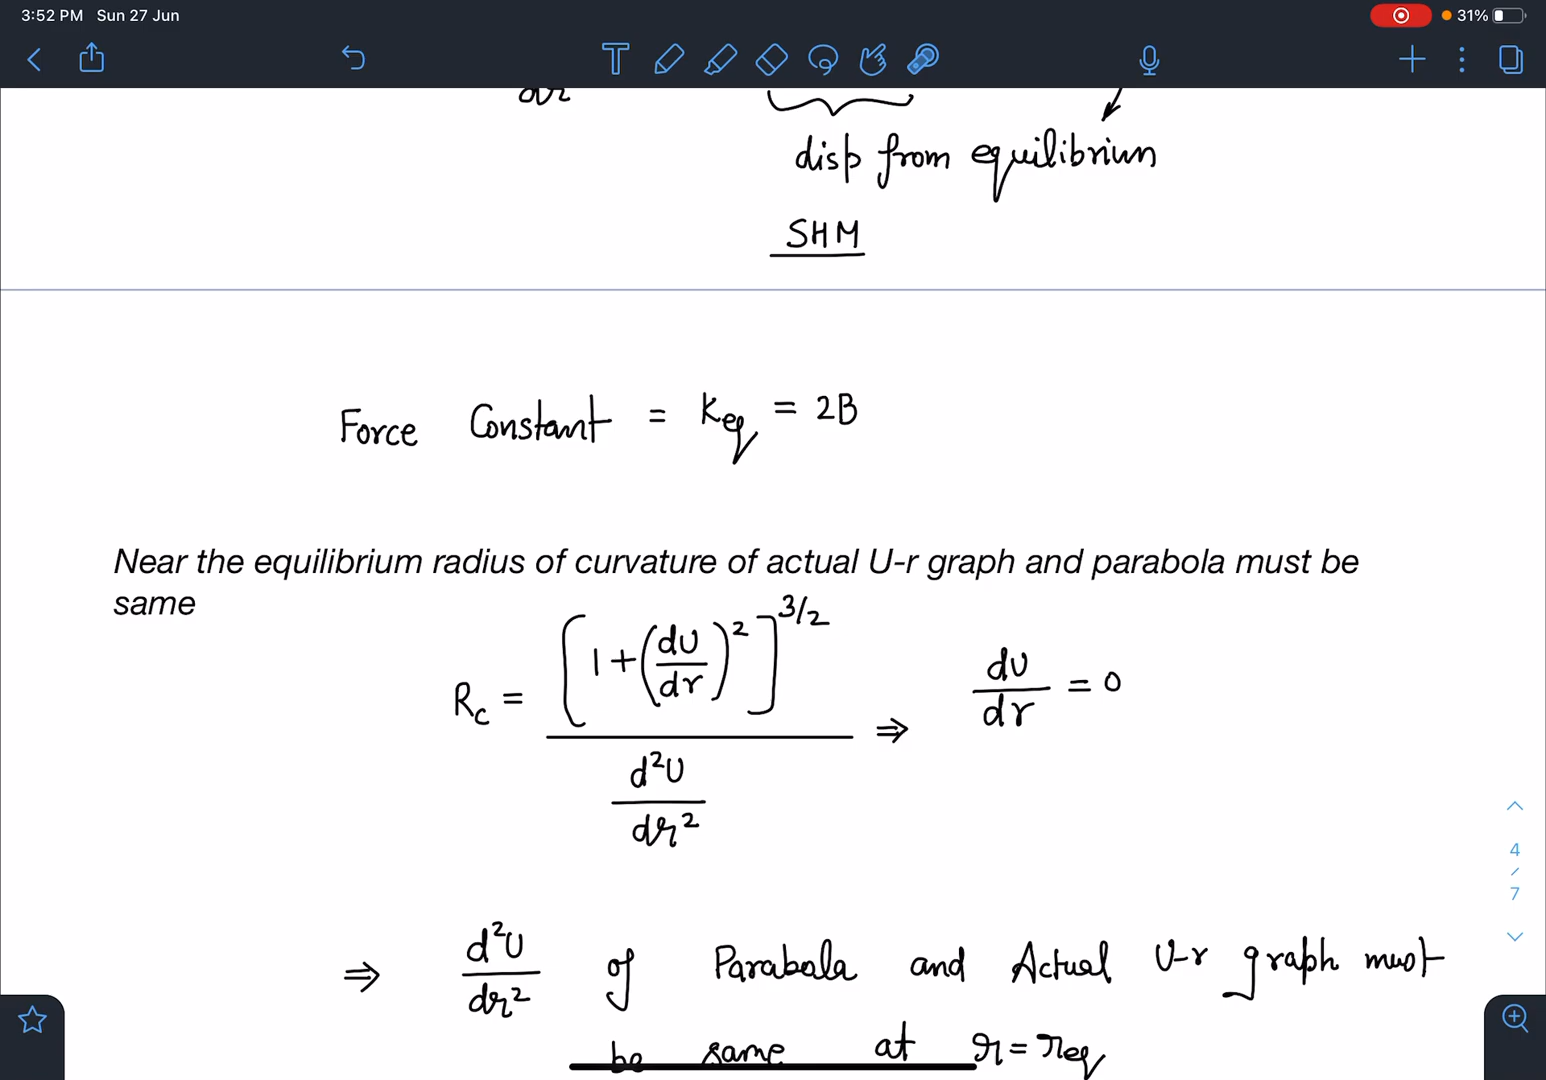 3:52 PM Sun 27 Jun
31%
T
disp from equilibrium
SHM
Force Constant = Keq = 2B
Near the equilibrium radius of curvature of actual U-r graph and parabola must be
same
Rc = [1+(dU/dr)²]^3/2 / d²U/dr² ⇒ dU/dr = 0
⇒ d²U/dr² of Parabola and Actual U-r graph must
be same at r = req
4
/
7